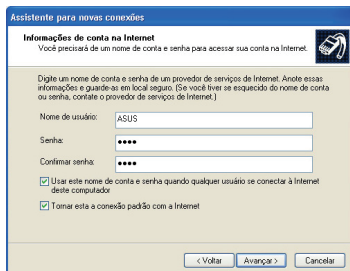 Assistente para novas conexões
Informações de conta na Internet
Você precisará de um nome de conta e senha para acessar sua conta na Internet.
Digite um nome de conta e senha de um provedor de serviços de Internet. Anote essas
informações e guarde-as em local seguro. (Se você tiver se esquecido do nome de conta
ou senha, contate o provedor de serviços de Internet.)
Nome de usuário: ASUS
Senha: ••••
Confirmar senha: ••••
Usar este nome de conta e senha quando qualquer usuário se conectar à Internet
deste computador
Tornar esta a conexão padrão com a Internet
< Voltar Avançar > Cancelar